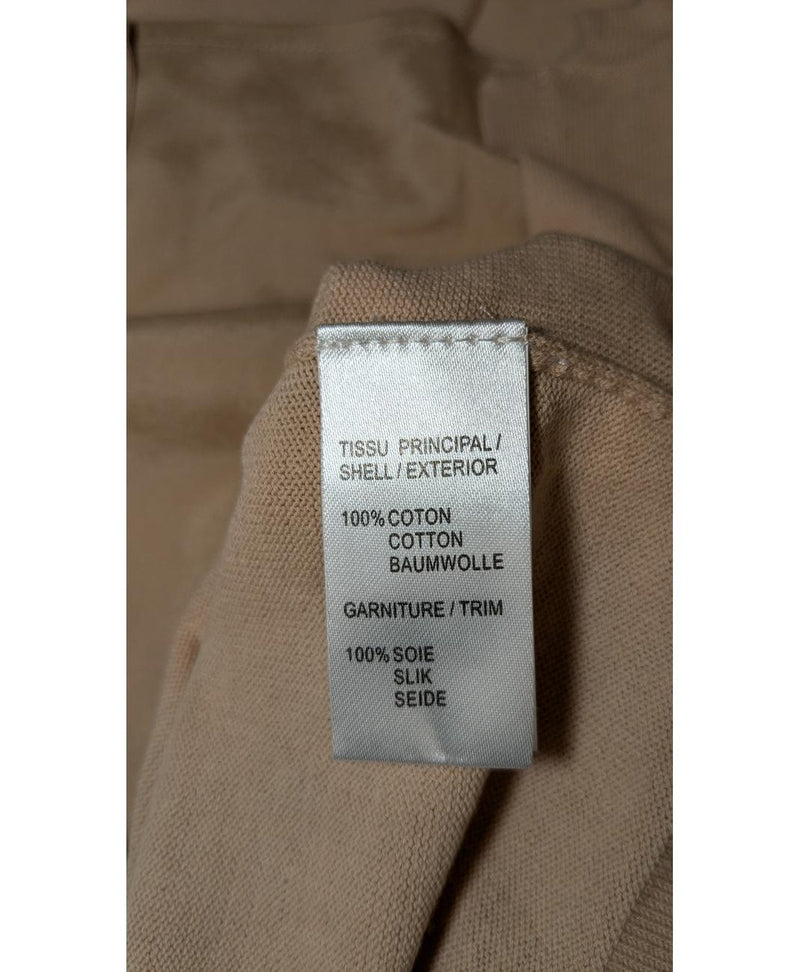 TISSU PRINCIPAL /
SHELL / EXTERIOR
100% COTON
COTTON
BAUMWOLLE
GARNITURE / TRIM
100% SOIE
SLIK
SEIDE